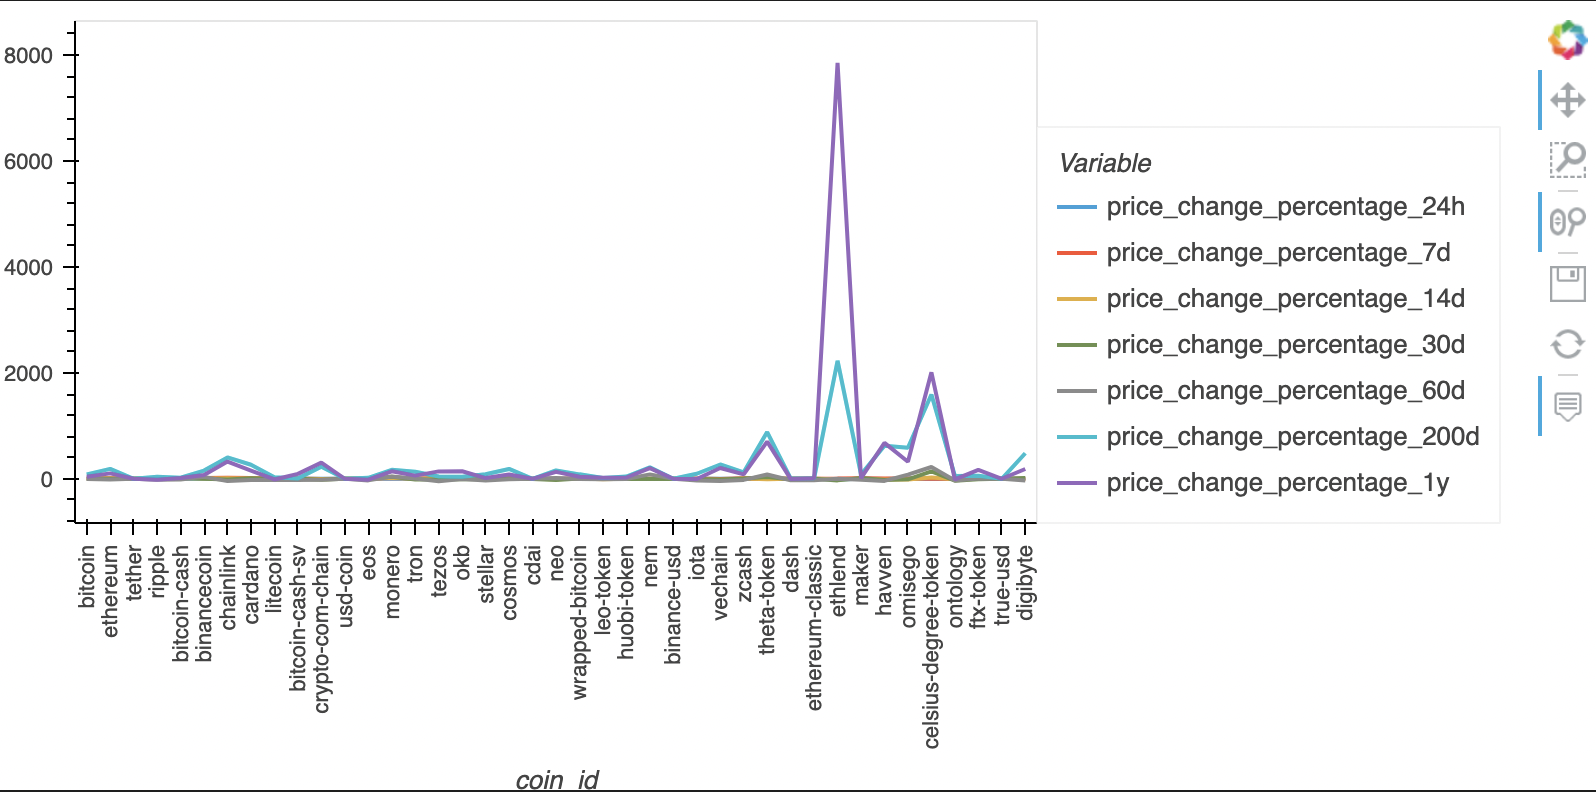 8000
6000
4000
2000
0
Variable
price_change_percentage_24h
price_change_percentage_7d
price_change_percentage_14d
price_change_percentage_30d
price_change_percentage_60d
price_change_percentage_200d
price_change_percentage_1y
bitcoin
ethereum
tether
ripple
bitcoin-cash
binancecoin
chainlink
cardano
litecoin
bitcoin-cash-sv
crypto-com-chain
usd-coin
eos
monero
tron
tezos
okb
stellar
cosmos
cdai
neo
wrapped-bitcoin
leo-token
huobi-token
nem
binance-usd
iota
vechain
zcash
theta-token
dash
ethereum-classic
ethlend
maker
havven
omisego
celsius-degree-token
ontology
ftx-token
true-usd
digibyte
coin_id